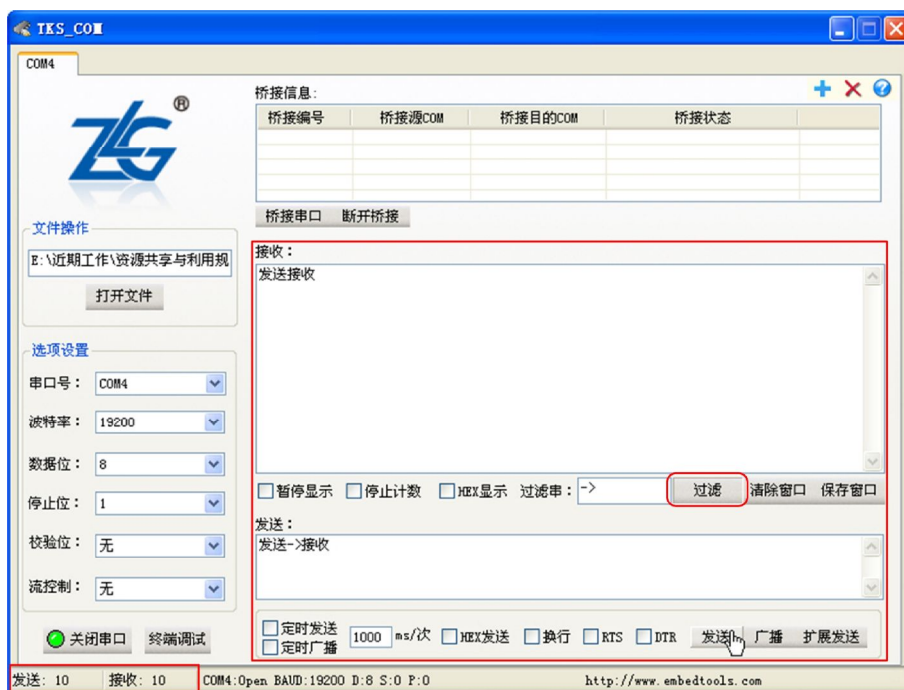 TKS_COM
COM4
ZLG®
桥接信息:
桥接编号 桥接源COM 桥接目的COM 桥接状态
桥接串口 断开桥接
文件操作
E:\近期工作\资源共享与利用规
打开文件
选项设置
串口号： COM4
波特率： 19200
数据位： 8
停止位： 1
校验位： 无
流控制： 无
关闭串口 终端调试
接收：
发送接收
暂停显示 停止计数 HEX显示 过滤串： -> 过滤 清除窗口 保存窗口
发送：
发送->接收
定时发送
定时广播
1000 ms/次 HEX发送 换行 RTS DTR 发送 广播 扩展发送
发送: 10 接收: 10 COM4:Open BAUD:19200 D:8 S:0 P:0 http://www.embedtools.com